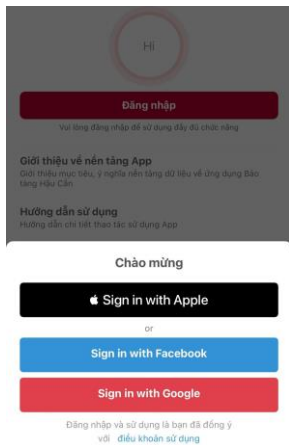 Hi
Đăng nhập
Vui lòng đăng nhập để sử dụng đầy đủ chức năng
Giới thiệu về nền tảng App
Giới thiệu mục tiêu, ý nghĩa nền tảng dữ liệu về ứng dụng Bảo
tàng Hậu Cần
Hướng dẫn sử dụng
Hướng dẫn chi tiết thao tác sử dụng App
Chào mừng
Sign in with Apple
or
Sign in with Facebook
Sign in with Google
Đăng nhập và sử dụng là bạn đã đồng ý
với điều khoản sử dụng